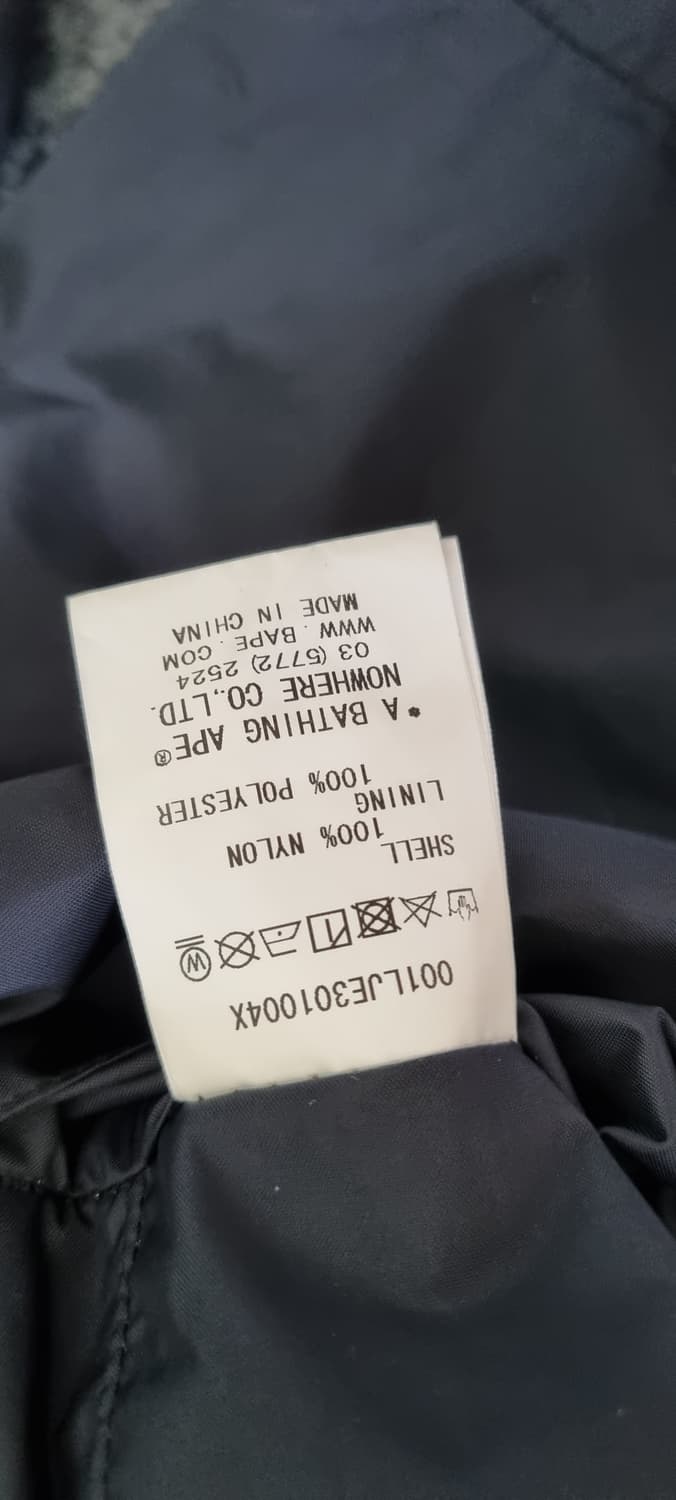 001LJE301004X
W
SHELL
100% NYLON
LINING
100% POLYESTER
*A BATHING APE®
NOWHERE CO.,LTD.
03 (5772) 2524
WWW . BAPE . COM
MADE IN CHINA